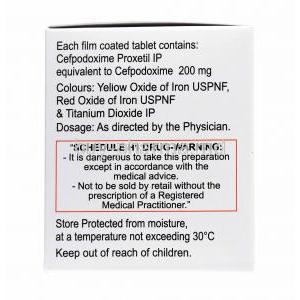 Each film coated tablet contains:
Cefpodoxime Proxetil IP
equivalent to Cefpodoxime 200 mg
Colours: Yellow Oxide of Iron USPNF,
Red Oxide of Iron USPNF
& Titanium Dioxide IP
Dosage: As directed by the Physician.
"SCHEDULE H DRUG-WARNING:
- It is dangerous to take this preparation
except in accordance with the
medical advice.
- Not to be sold by retail without the
prescription of a Registered
Medical Practitioner."
Store Protected from moisture,
at a temperature not exceeding 30°C
Keep out of reach of children.